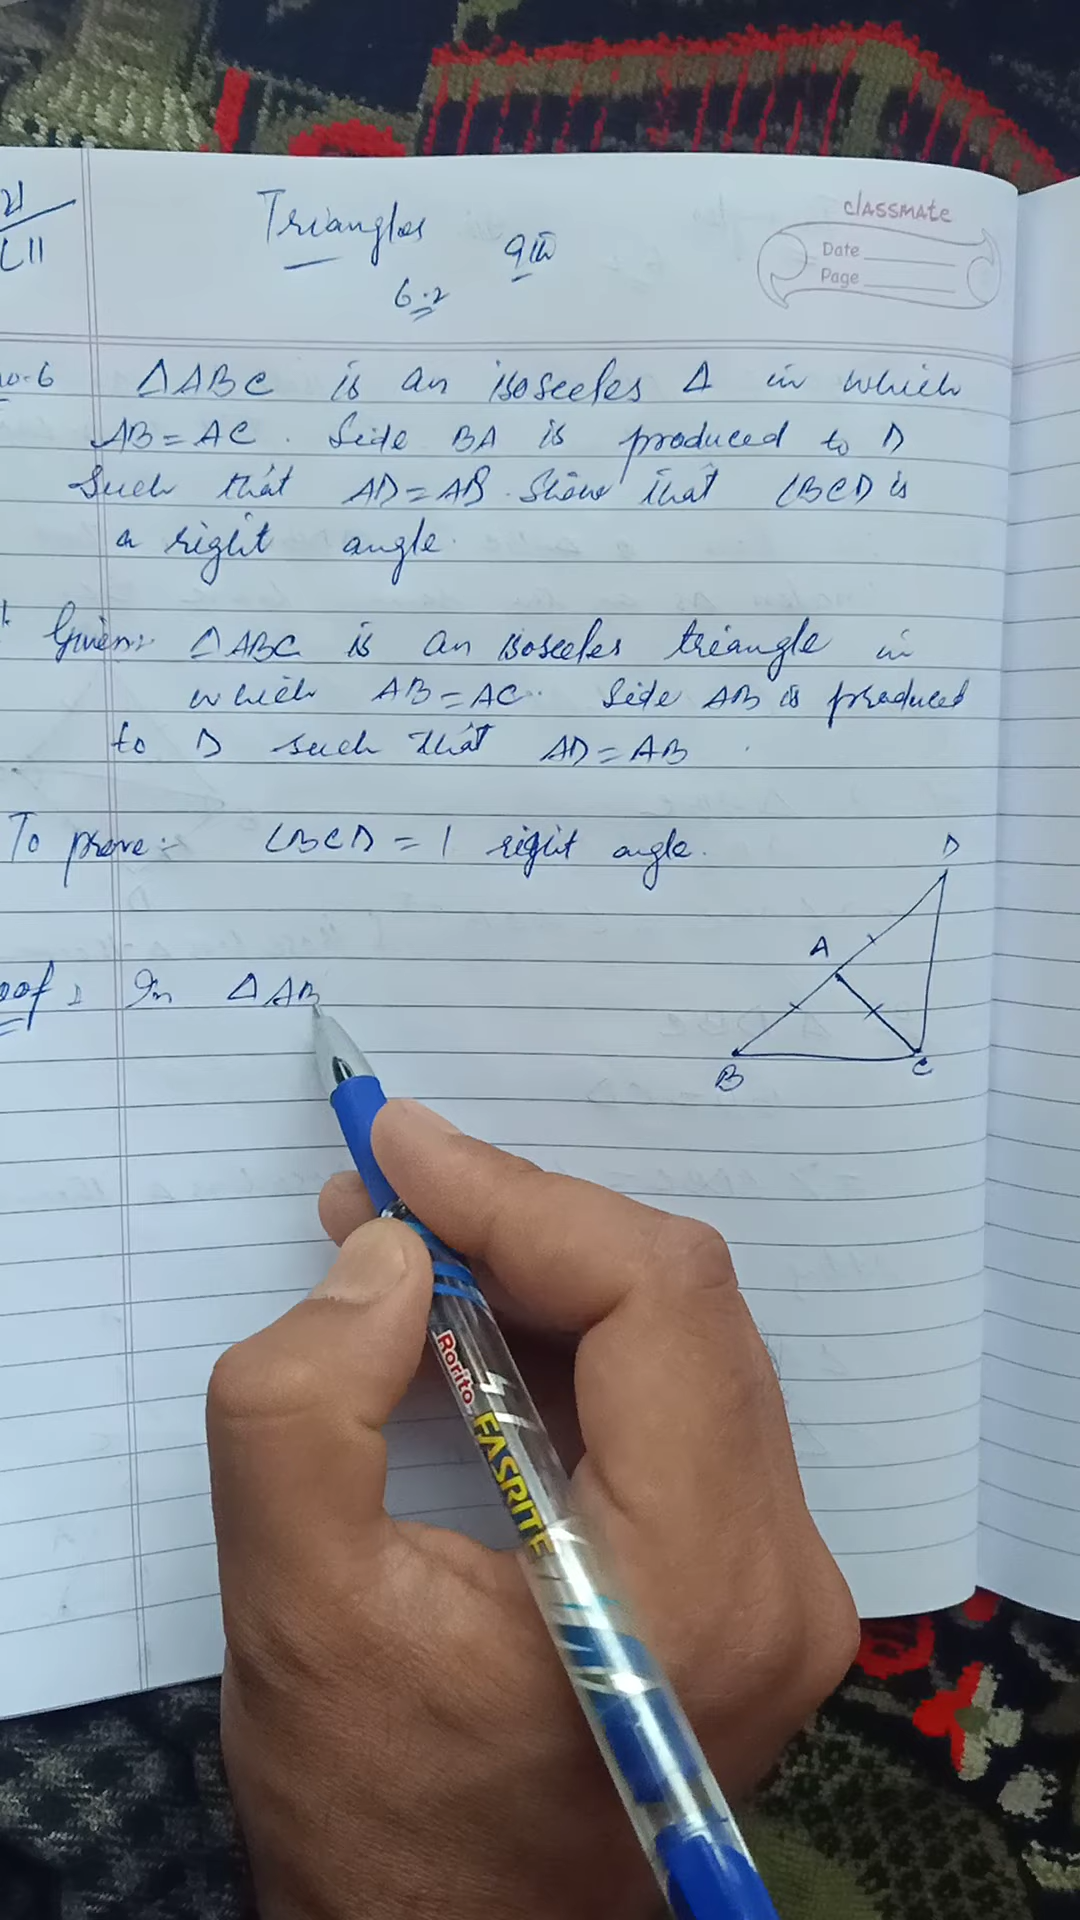 Triangles
9th
6.2
classmate
Date
Page
ΔABC is an isoseeles Δ in which
AB = AC. Side BA is produced to D
Such that AD = AB. Show that ∠BCD is
a right angle.
Given:- ΔABC is an isoseeles triangle in
which AB = AC. Side AB is produced
to D such that AD = AB
To prove:- ∠BCD = 1 right angle.
D
A
In ΔAB
B
C
Rorito
FASRITE